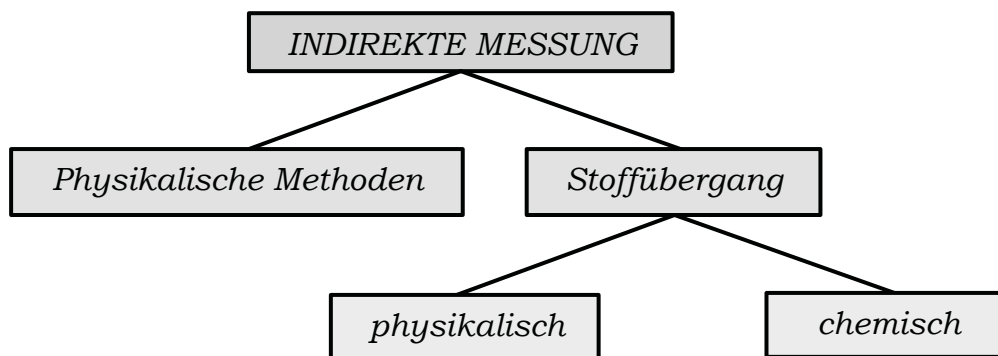 INDIREKTE MESSUNG
Physikalische Methoden
Stoffübergang
physikalisch
chemisch